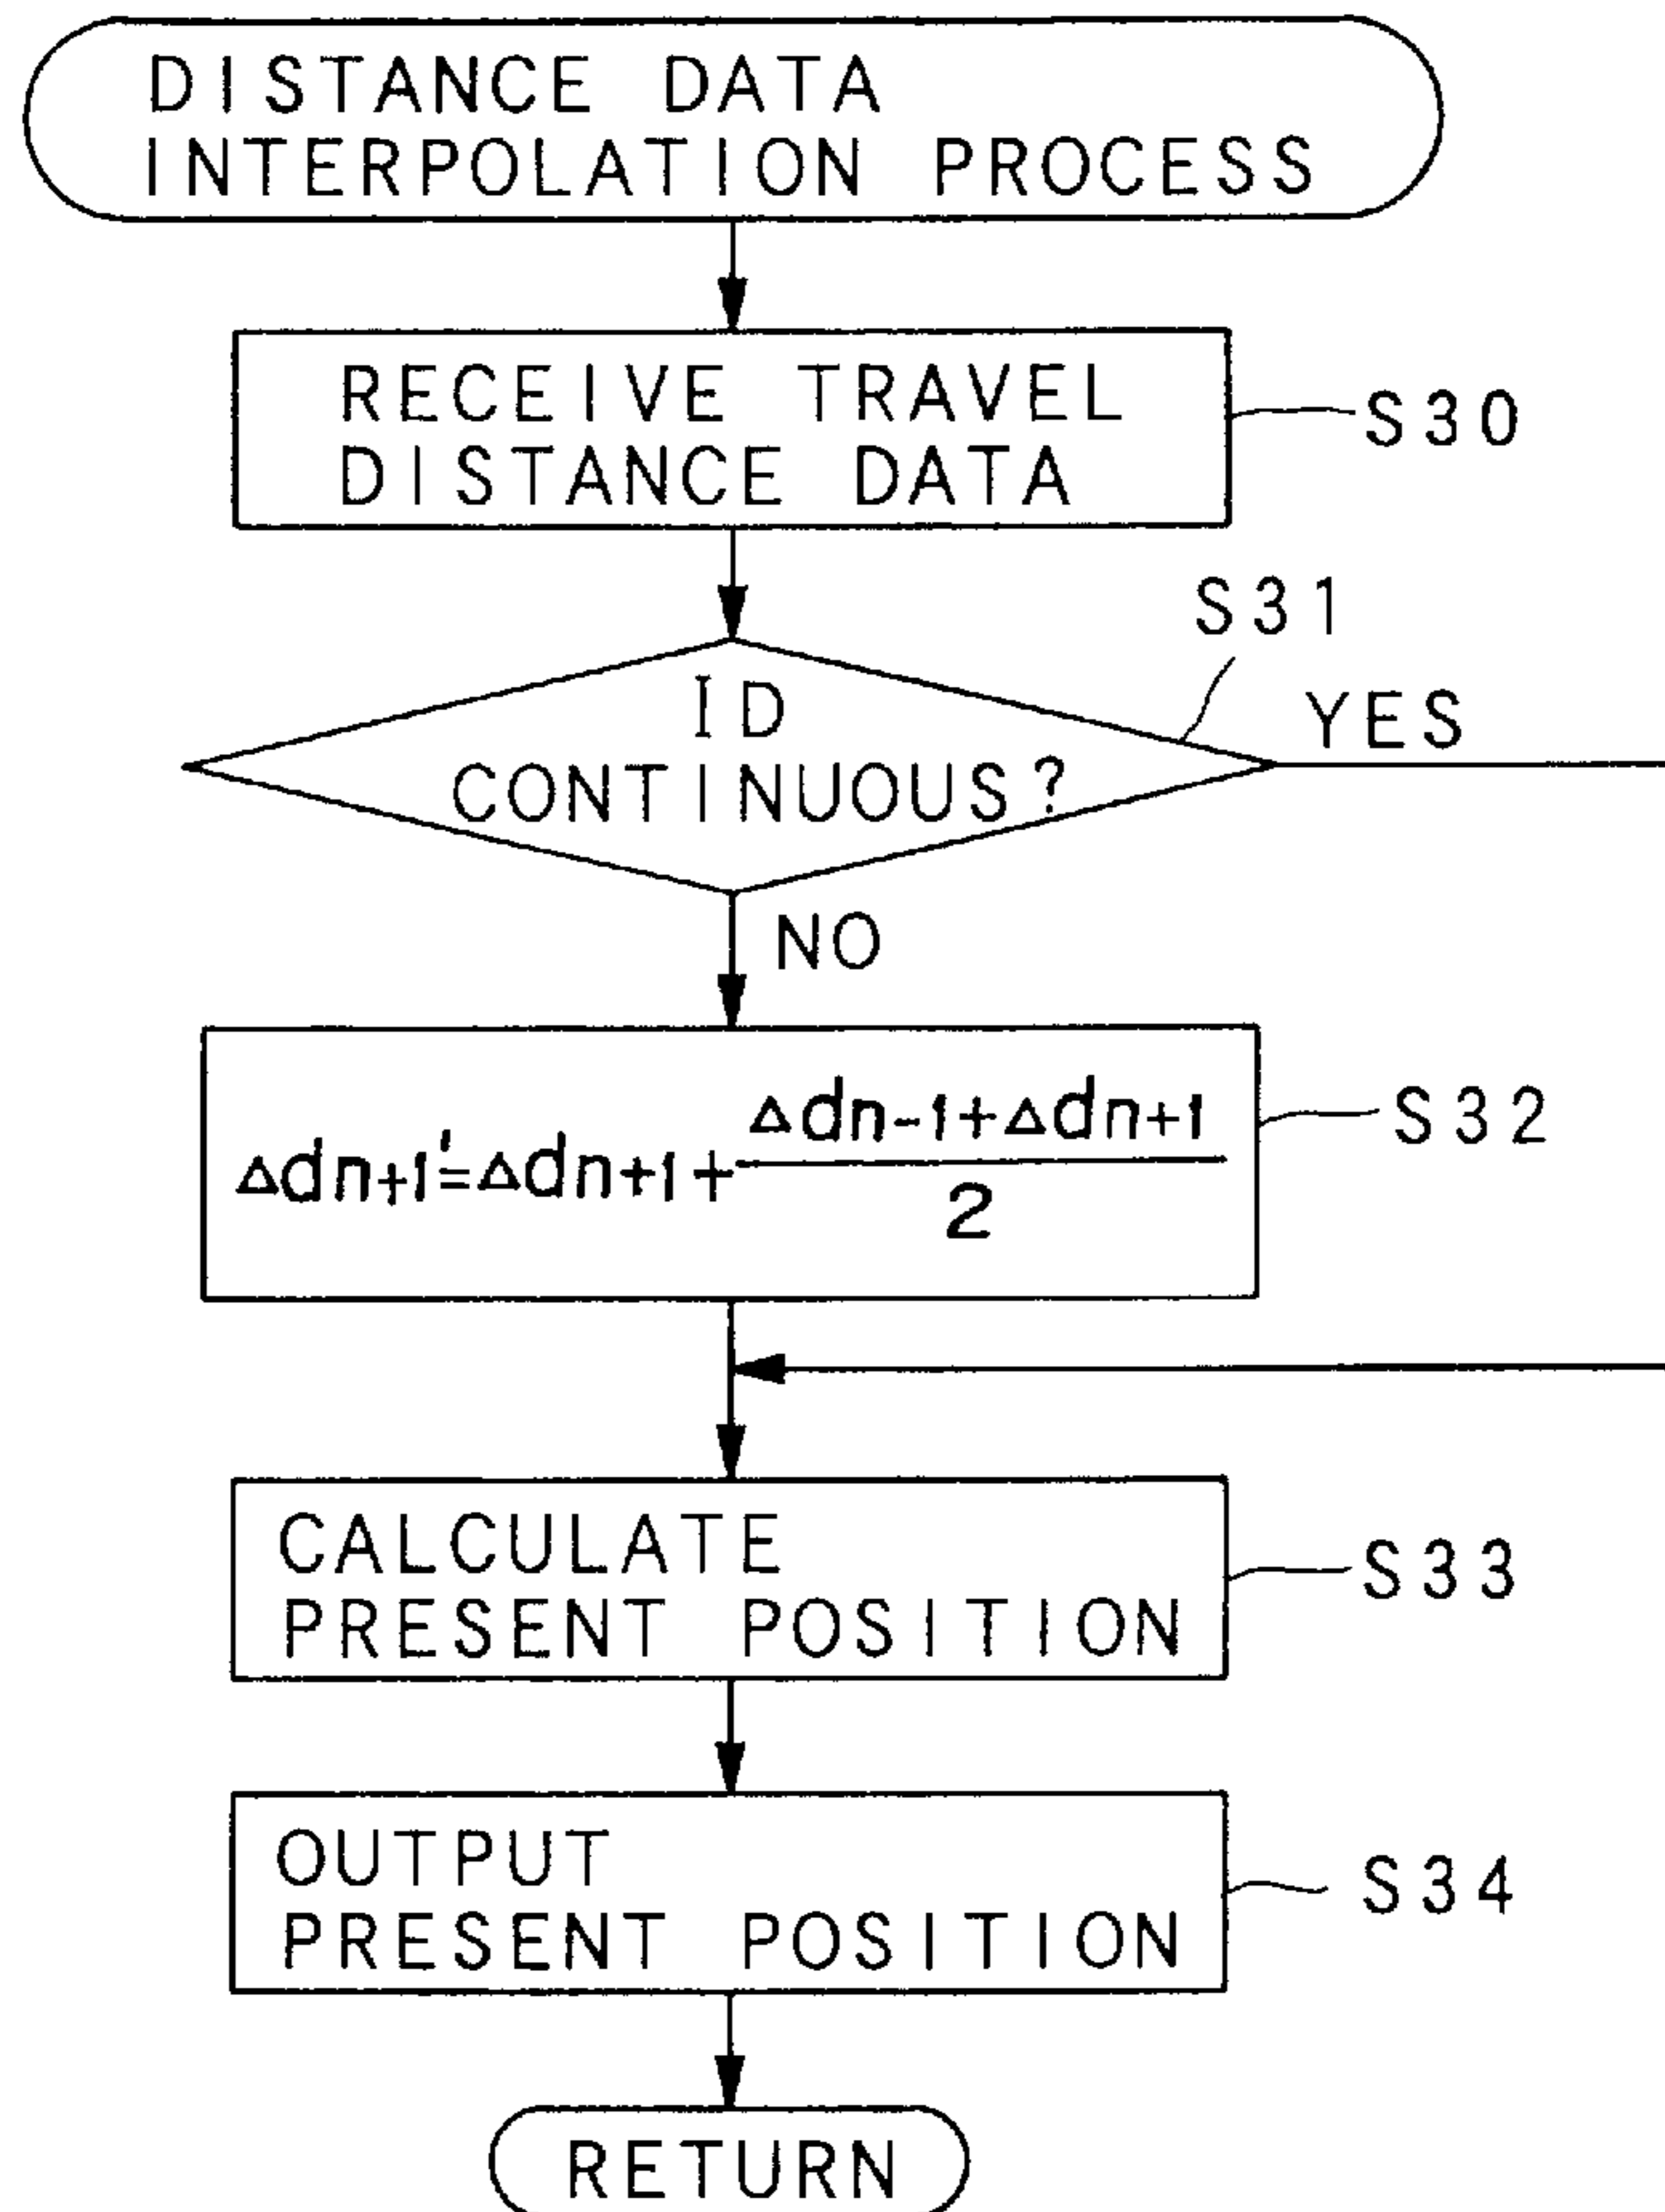 DISTANCE DATA
INTERPOLATION PROCESS
RECEIVE TRAVEL
DISTANCE DATA
S30
S31
ID
CONTINUOUS?
YES
NO
Δdn+1'=Δdn+1+(Δdn-1+Δdn+1)/2
S32
CALCULATE
PRESENT POSITION
S33
OUTPUT
PRESENT POSITION
S34
RETURN